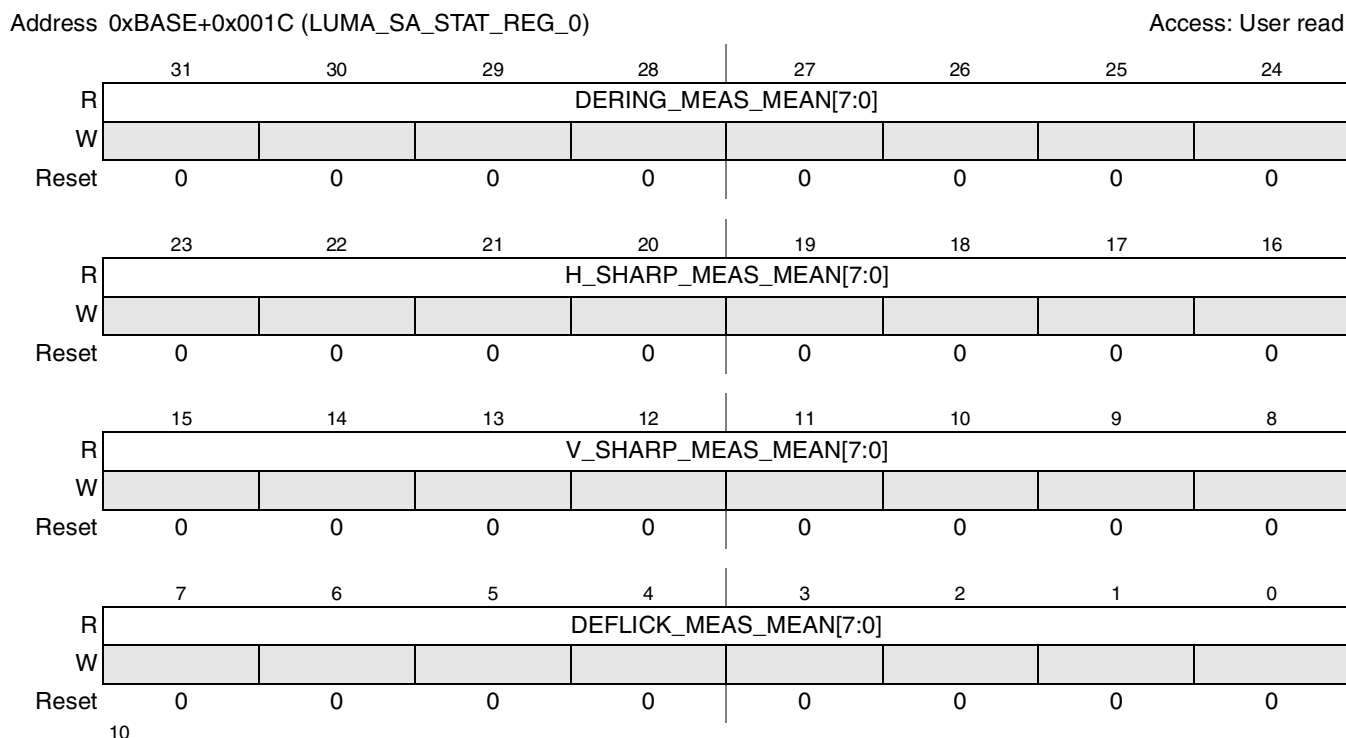 Address 0xBASE+0x001C (LUMA_SA_STAT_REG_0) Access: User read
31 30 29 28 27 26 25 24
R DERING_MEAS_MEAN[7:0]
W
Reset 0 0 0 0 0 0 0 0
23 22 21 20 19 18 17 16
R H_SHARP_MEAS_MEAN[7:0]
W
Reset 0 0 0 0 0 0 0 0
15 14 13 12 11 10 9 8
R V_SHARP_MEAS_MEAN[7:0]
W
Reset 0 0 0 0 0 0 0 0
7 6 5 4 3 2 1 0
R DEFLICK_MEAS_MEAN[7:0]
W
Reset 0 0 0 0 0 0 0 0
10